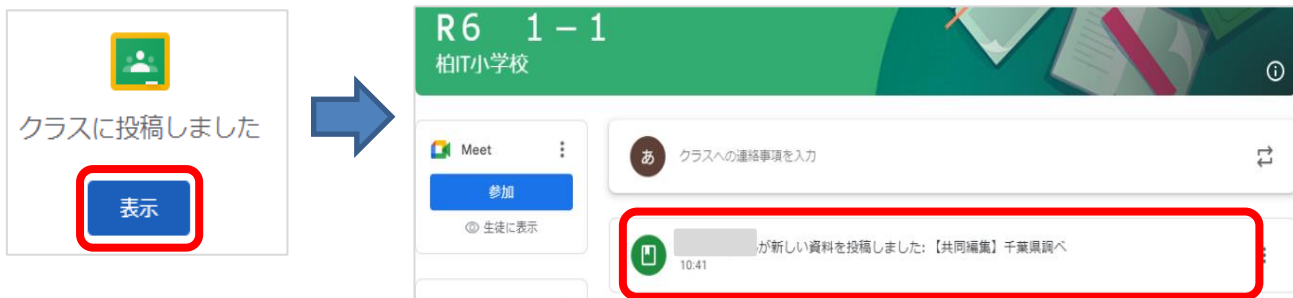 クラスに投稿しました
表示
R6 1－1
柏IT小学校
Meet
参加
生徒に表示
あ クラスへの連絡事項を入力
が新しい資料を投稿しました: 【共同編集】千葉県調べ
10:41